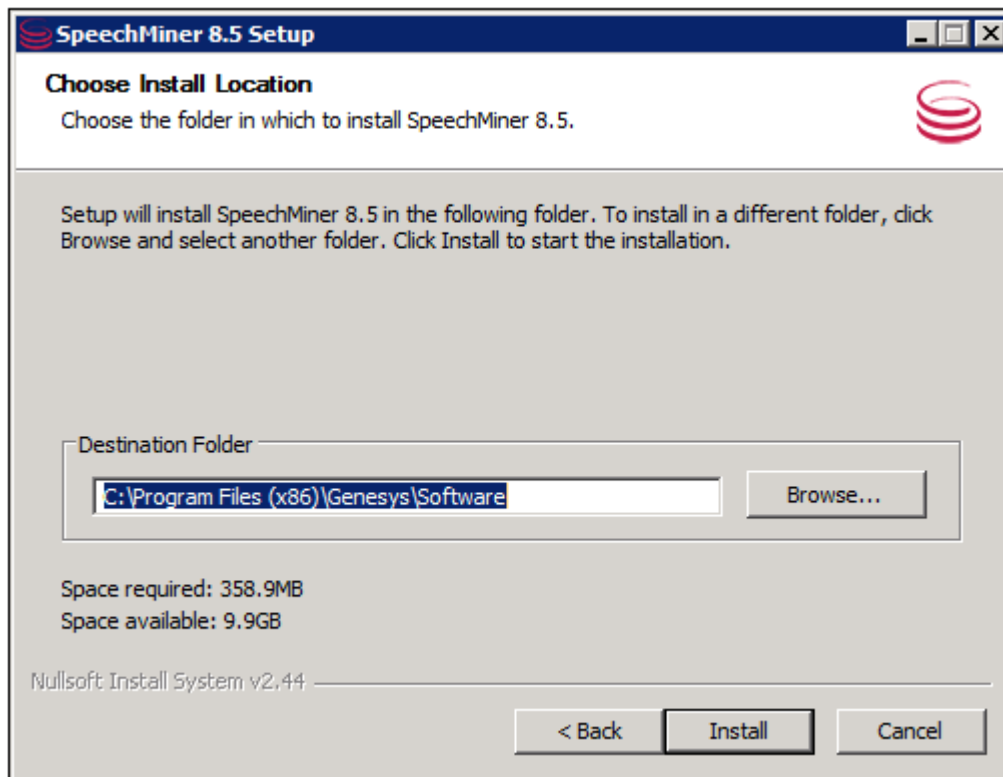 SpeechMiner 8.5 Setup
Choose Install Location
Choose the folder in which to install SpeechMiner 8.5.
Setup will install SpeechMiner 8.5 in the following folder. To install in a different folder, click
Browse and select another folder. Click Install to start the installation.
Destination Folder
C:\Program Files (x86)\Genesys\Software
Browse...
Space required: 358.9MB
Space available: 9.9GB
Nullsoft Install System v2.44
< Back
Install
Cancel